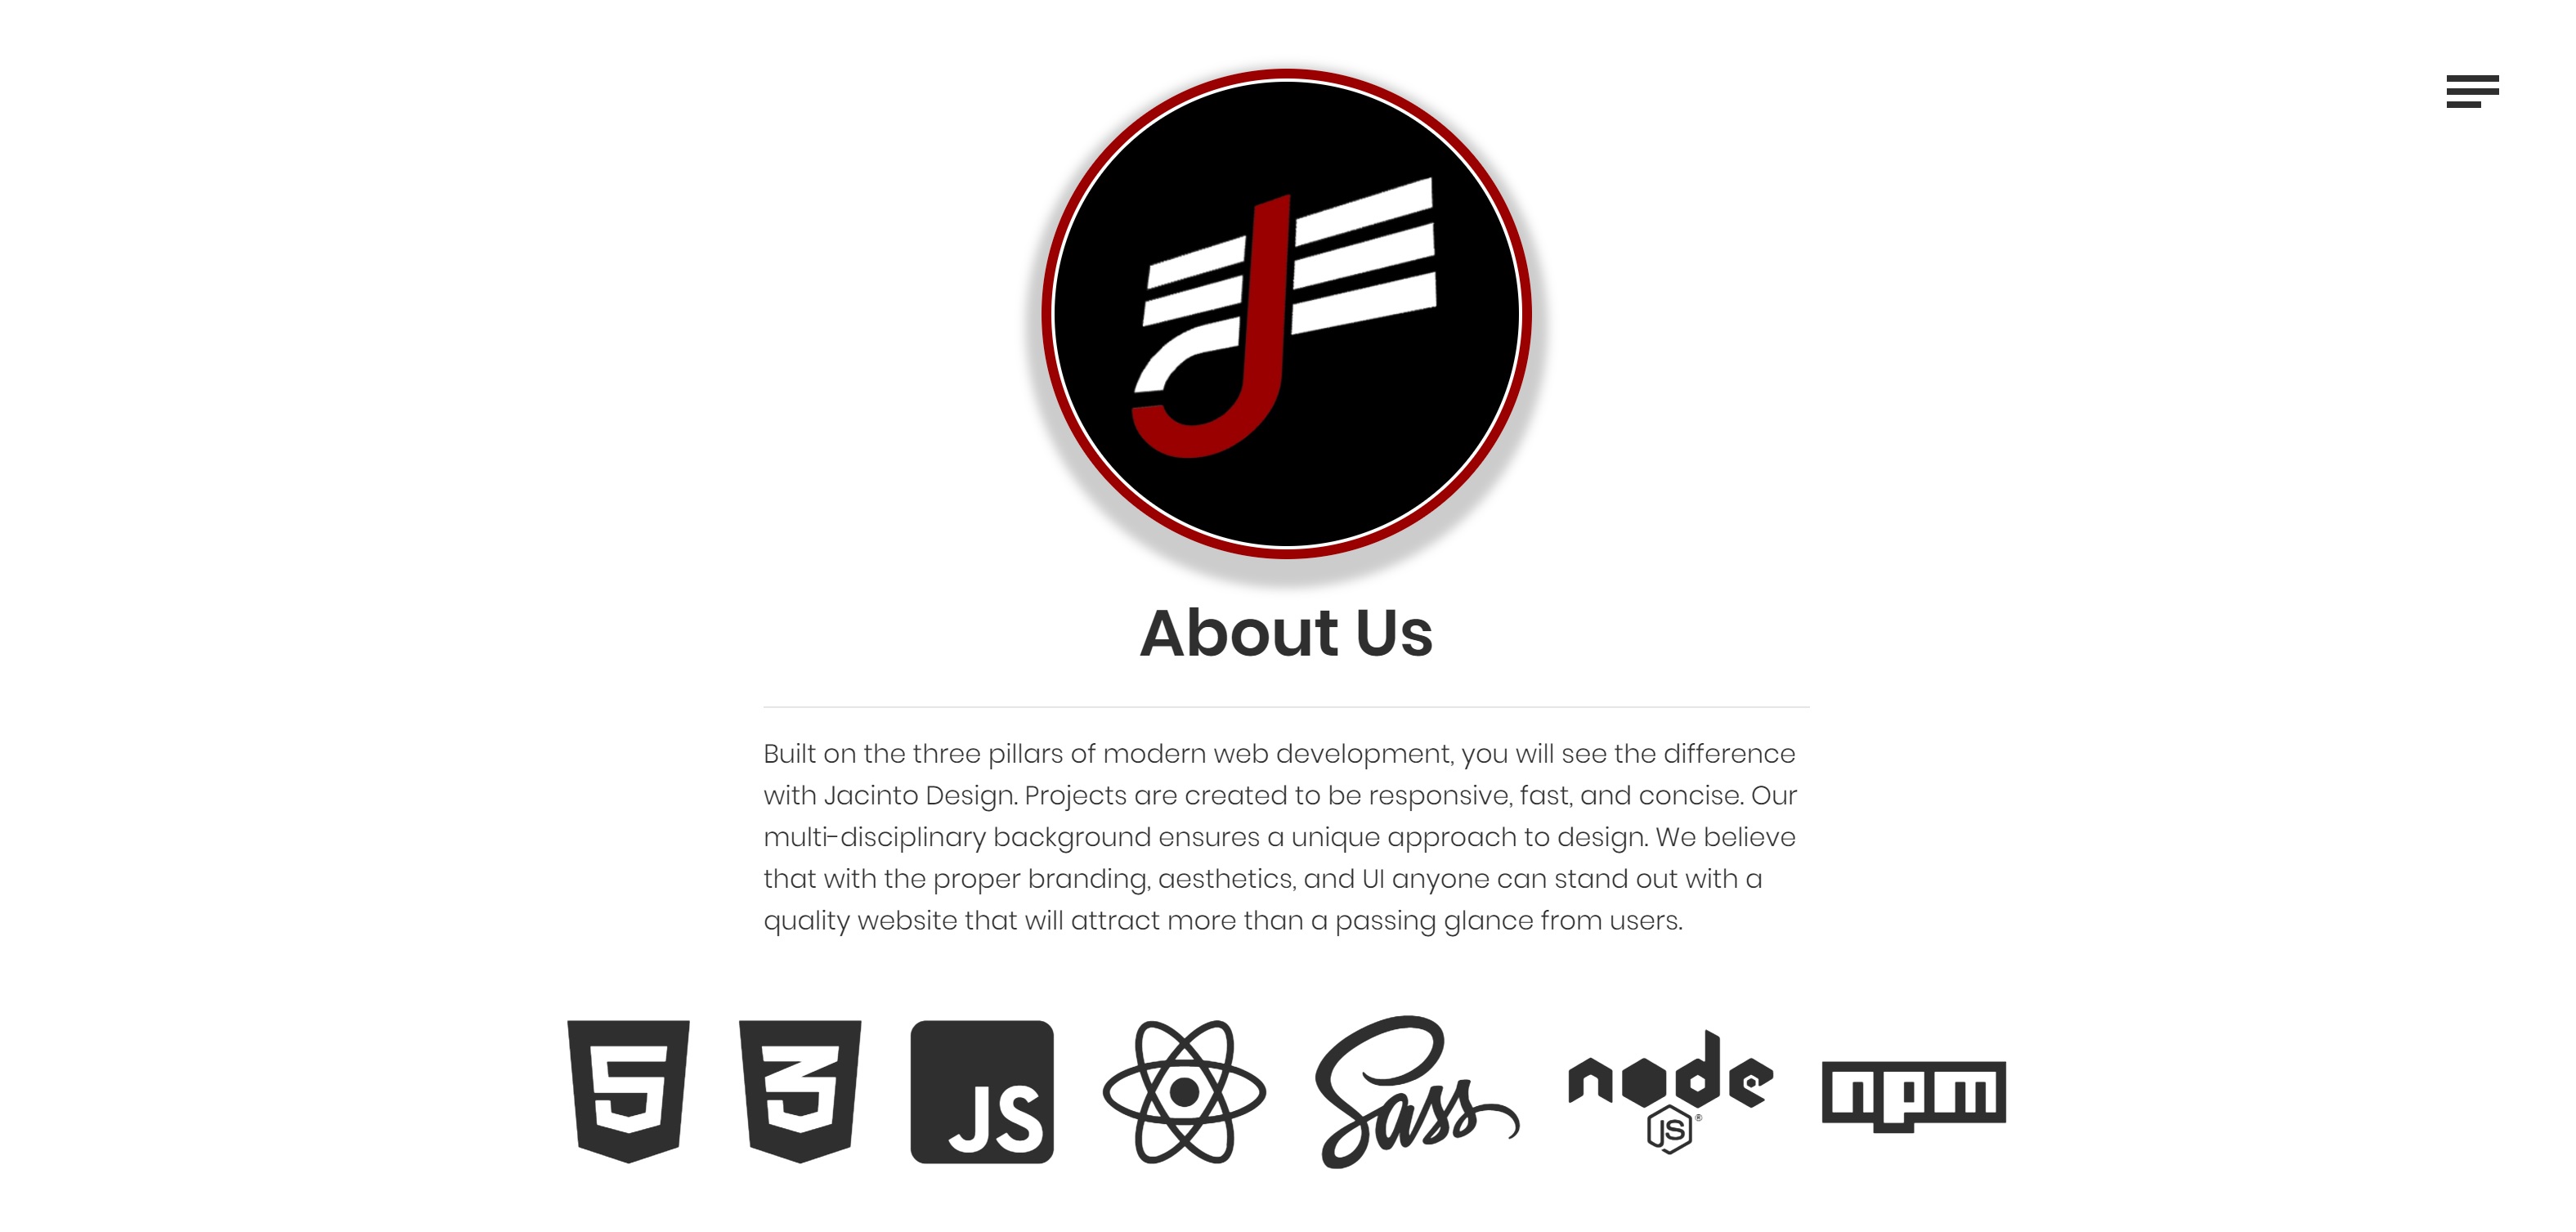 About Us
Built on the three pillars of modern web development, you will see the difference
with Jacinto Design. Projects are created to be responsive, fast, and concise. Our
multi-disciplinary background ensures a unique approach to design. We believe
that with the proper branding, aesthetics, and UI anyone can stand out with a
quality website that will attract more than a passing glance from users.
5 3 JS Sass node npm
JS ®